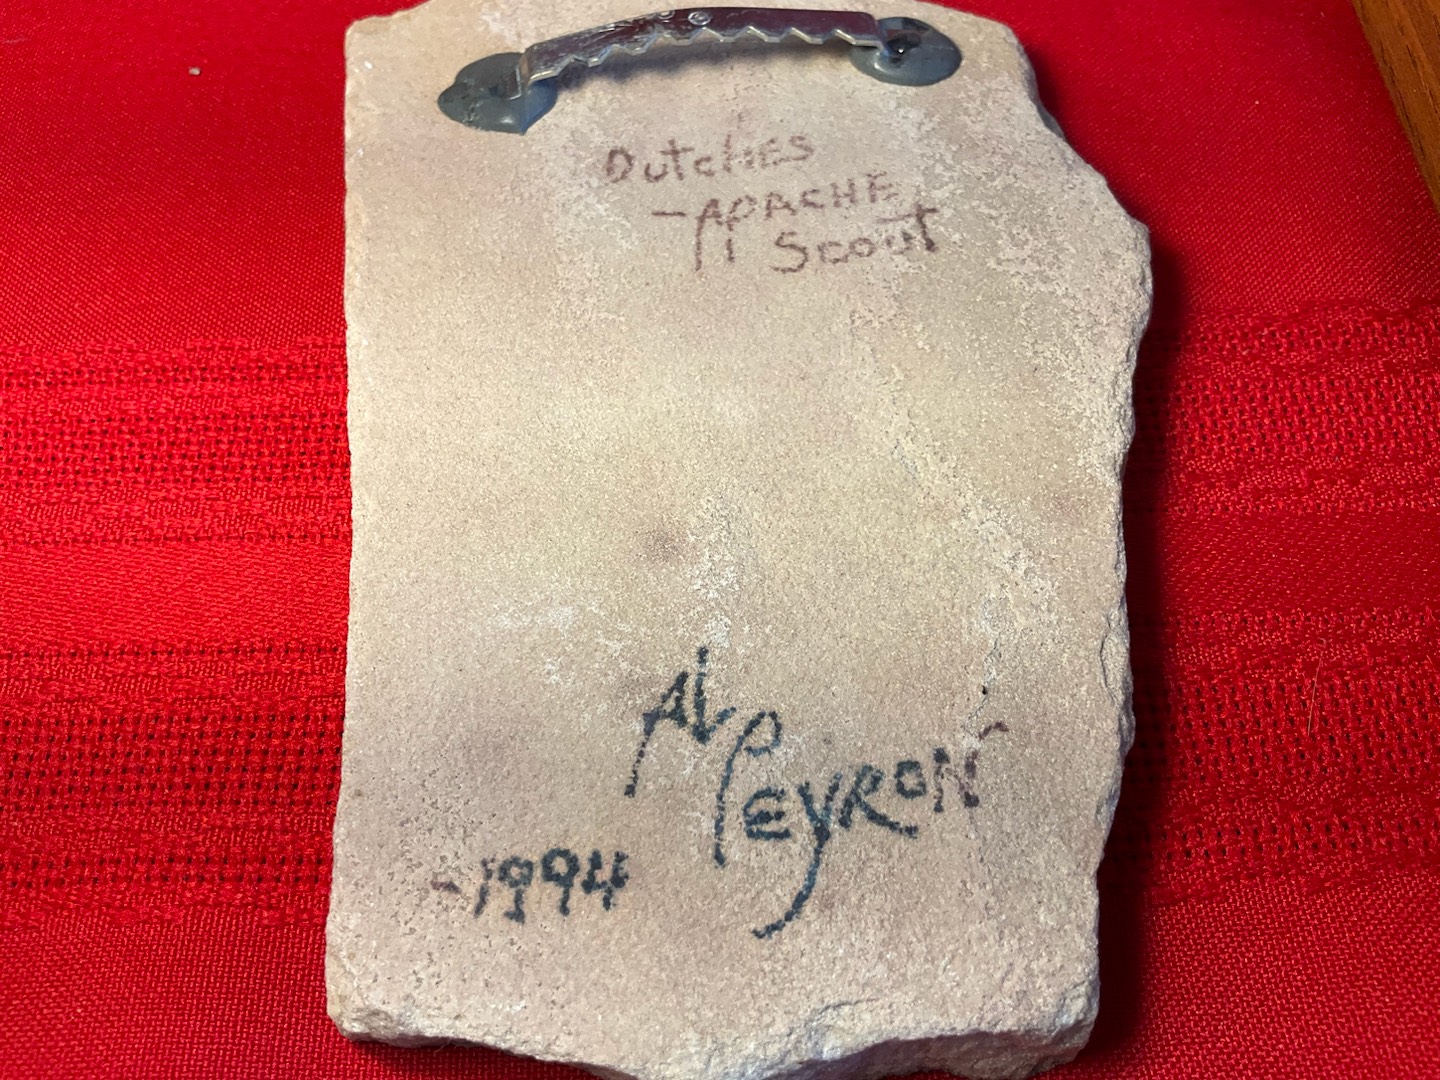 Dutchies
-APACHE
Scout
AL
PEYRON
-1994